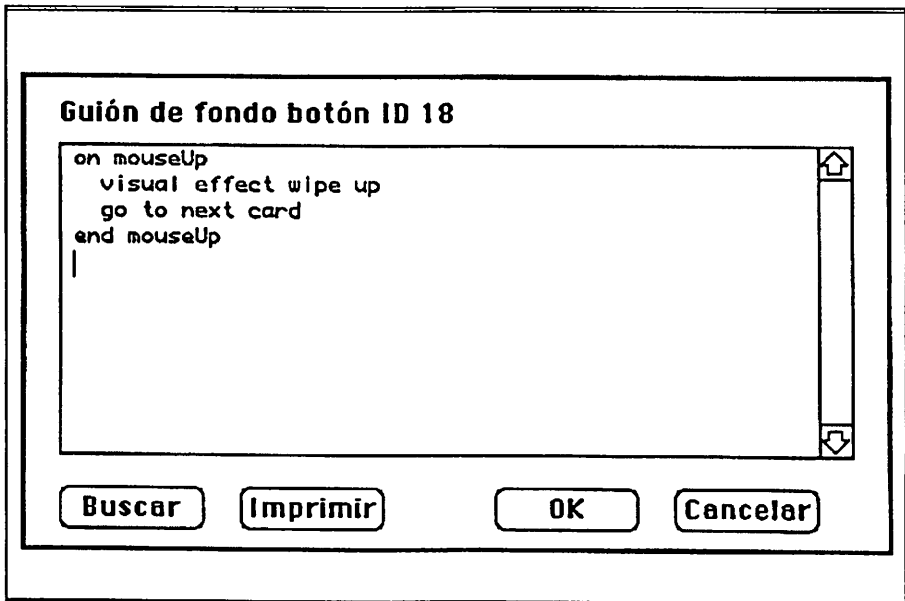 Guión de fondo botón ID 18
on mouseUp
  visual effect wipe up
  go to next card
end mouseUp
Buscar Imprimir OK Cancelar